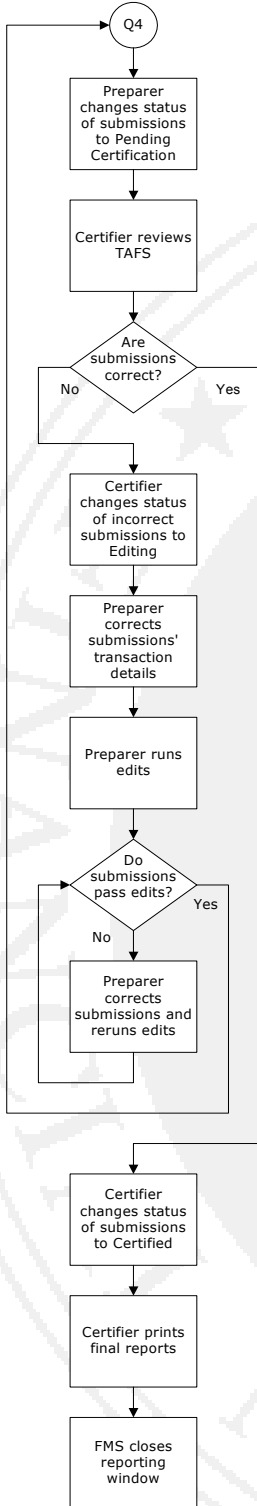 Q4
Preparer
changes status
of submissions
to Pending
Certification
Certifier reviews
TAFS
Are
submissions
correct?
No
Yes
Certifier
changes status
of incorrect
submissions to
Editing
Preparer
corrects
submissions'
transaction
details
Preparer runs
edits
Do
submissions
pass edits?
Yes
No
Preparer
corrects
submissions and
reruns edits
Certifier
changes status
of submissions
to Certified
Certifier prints
final reports
FMS closes
reporting
window